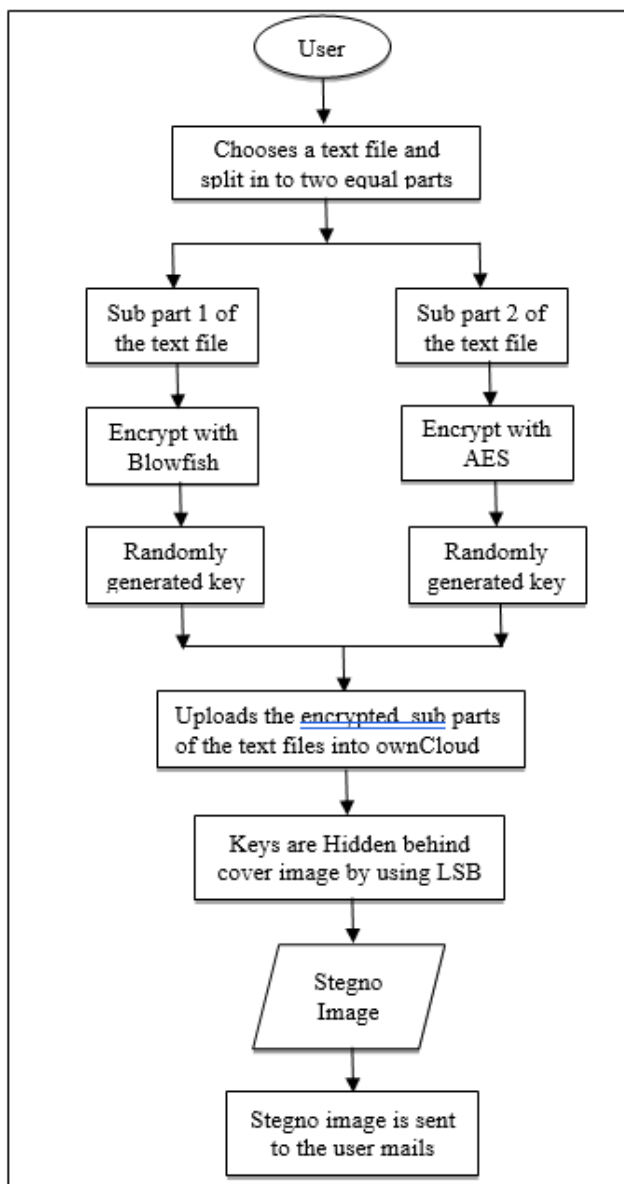 User
Chooses a text file and
split in to two equal parts
Sub part 1 of
the text file
Sub part 2 of
the text file
Encrypt with
Blowfish
Encrypt with
AES
Randomly
generated key
Randomly
generated key
Uploads the encrypted sub parts
of the text files into ownCloud
Keys are Hidden behind
cover image by using LSB
Stegno
Image
Stegno image is sent
to the user mails